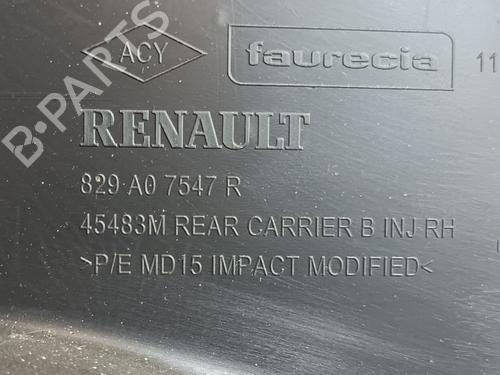 ACY
faurecia
11
RENAULT
829 A0 7547 R
45483M REAR CARRIER B INJ RH
>P/E MD15 IMPACT MODIFIED<
B-PARTS